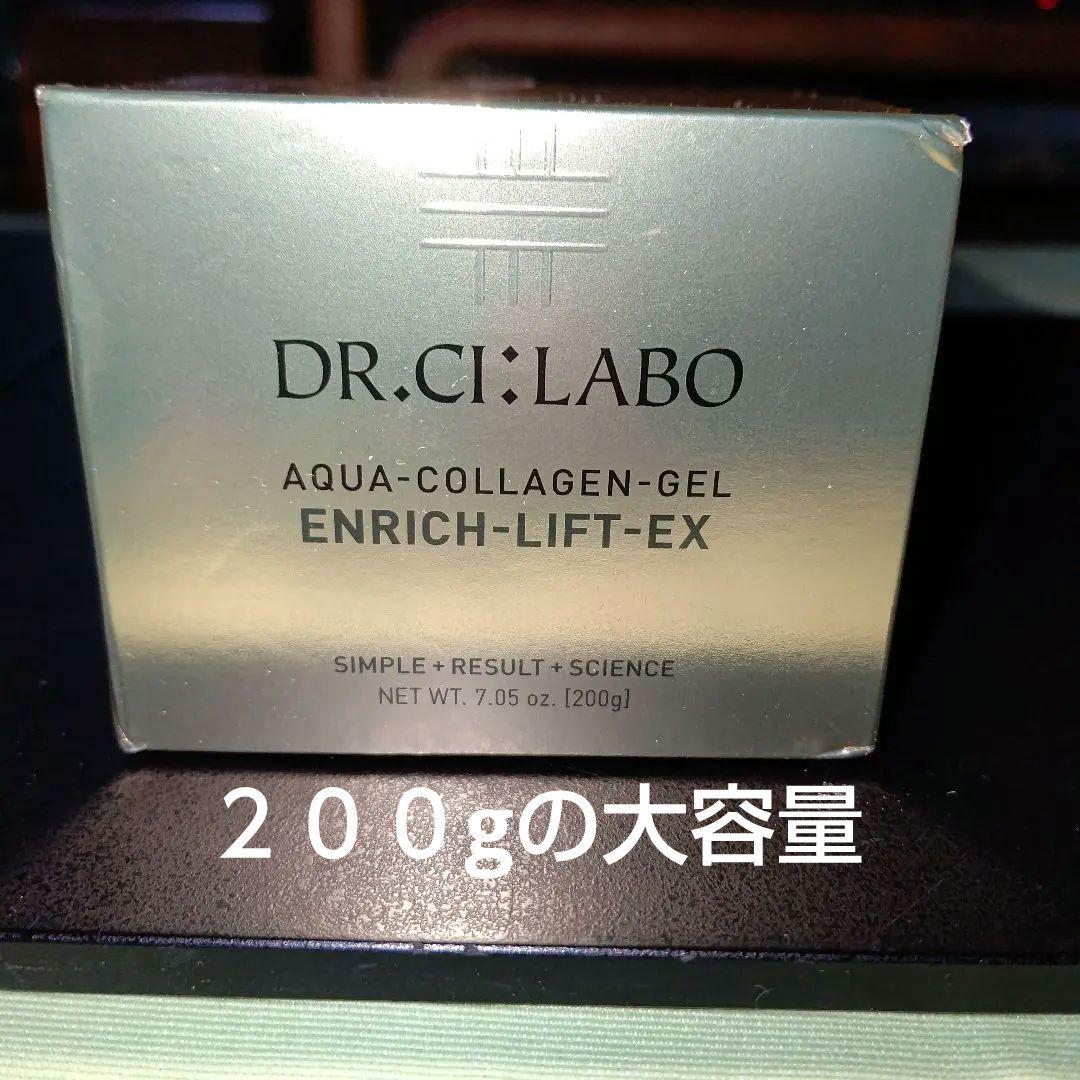 DR.CI:LABO
AQUA-COLLAGEN-GEL
ENRICH-LIFT-EX
SIMPLE+RESULT+SCIENCE
NET WT. 7.05 oz. [200g]
２００gの大容量